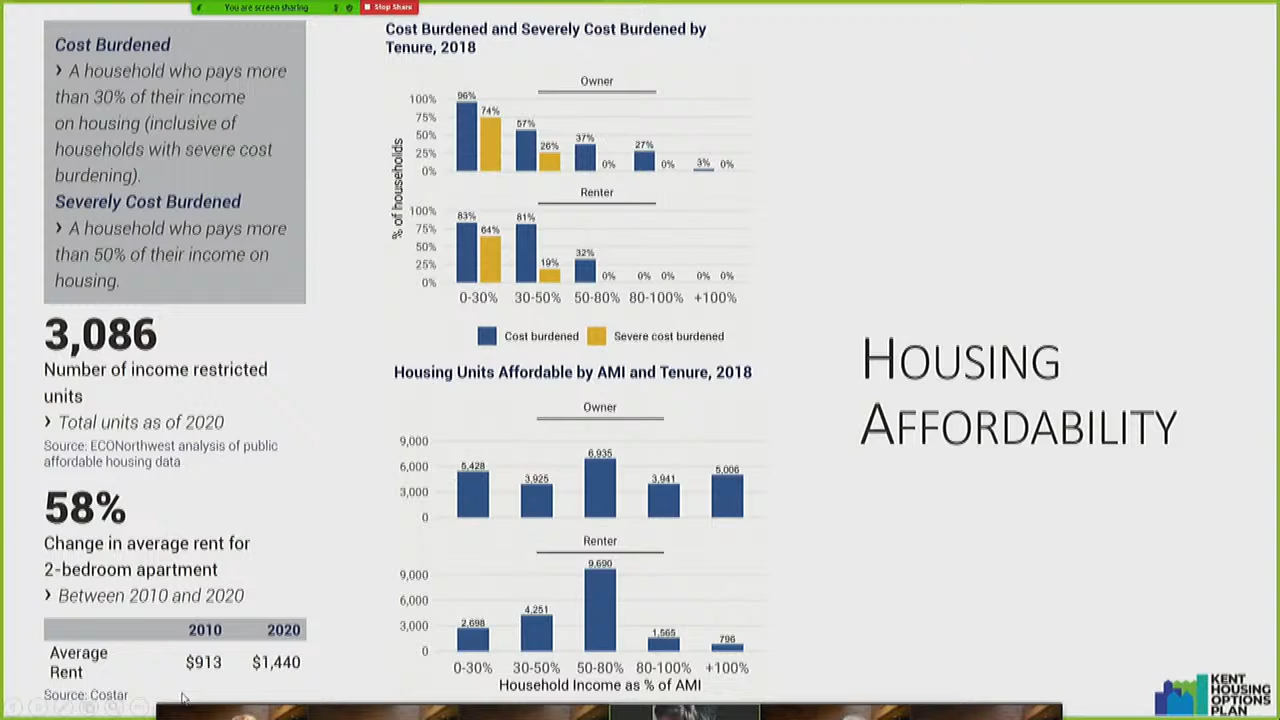 You are screen sharing
Stop Share
Cost Burdened
› A household who pays more
than 30% of their income
on housing (inclusive of
households with severe cost
burdening).
Severely Cost Burdened
› A household who pays more
than 50% of their income on
housing.
3,086
Number of income restricted
units
› Total units as of 2020
Source: ECONorthwest analysis of public
affordable housing data
58%
Change in average rent for
2-bedroom apartment
› Between 2010 and 2020
2010 2020
Average
Rent
$913 $1,440
Source: Costar
Cost Burdened and Severely Cost Burdened by
Tenure, 2018
Owner
% of households
100%
75%
50%
25%
0%
96% 74% 57% 26% 37% 0% 27% 0% 3% 0%
Renter
100%
75%
50%
25%
0%
83% 64% 81% 19% 32% 0% 0% 0% 0% 0%
0-30% 30-50% 50-80% 80-100% +100%
Cost burdened Severe cost burdened
Housing Units Affordable by AMI and Tenure, 2018
Owner
9,000
6,000
3,000
0
5,428 3,925 6,935 3,941 5,006
Renter
9,000
6,000
3,000
0
2,698 4,251 9,690 1,565 796
0-30% 30-50% 50-80% 80-100% +100%
Household Income as % of AMI
HOUSING
AFFORDABILITY
KENT
HOUSING
OPTIONS
PLAN